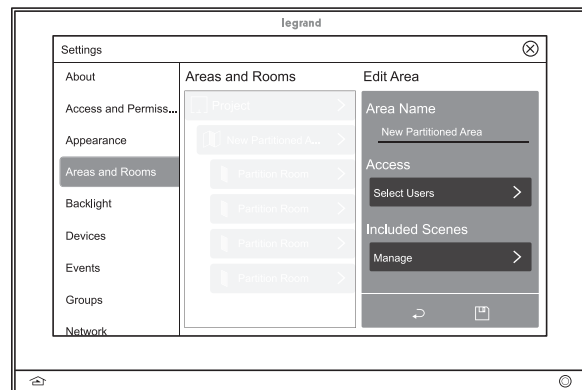 legrand
Settings
About
Access and Permiss...
Appearance
Areas and Rooms
Backlight
Devices
Events
Groups
Network
Areas and Rooms
Project
New Partitioned A...
Partition Room
Partition Room
Partition Room
Partition Room
Edit Area
Area Name
New Partitioned Area
Access
Select Users
Included Scenes
Manage